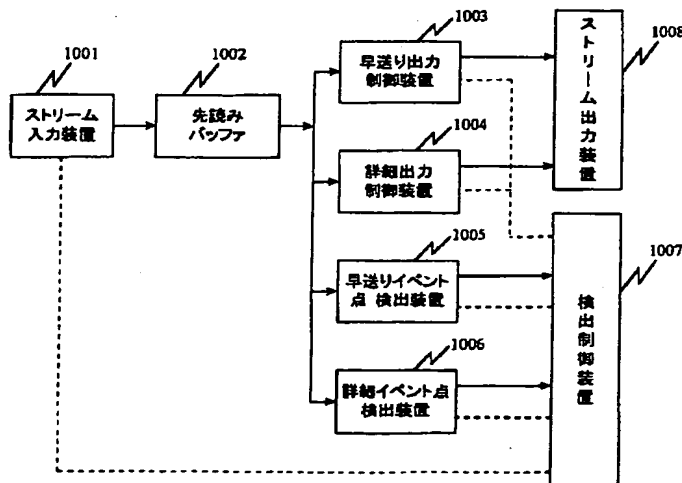 1001
ストリーム
入力装置
1002
先読み
バッファ
1003
早送り出力
制御装置
1004
詳細出力
制御装置
1005
早送りイベント
点 検出装置
1006
詳細イベント点
検出装置
ストリーム出力装置
1008
検出制御装置
1007